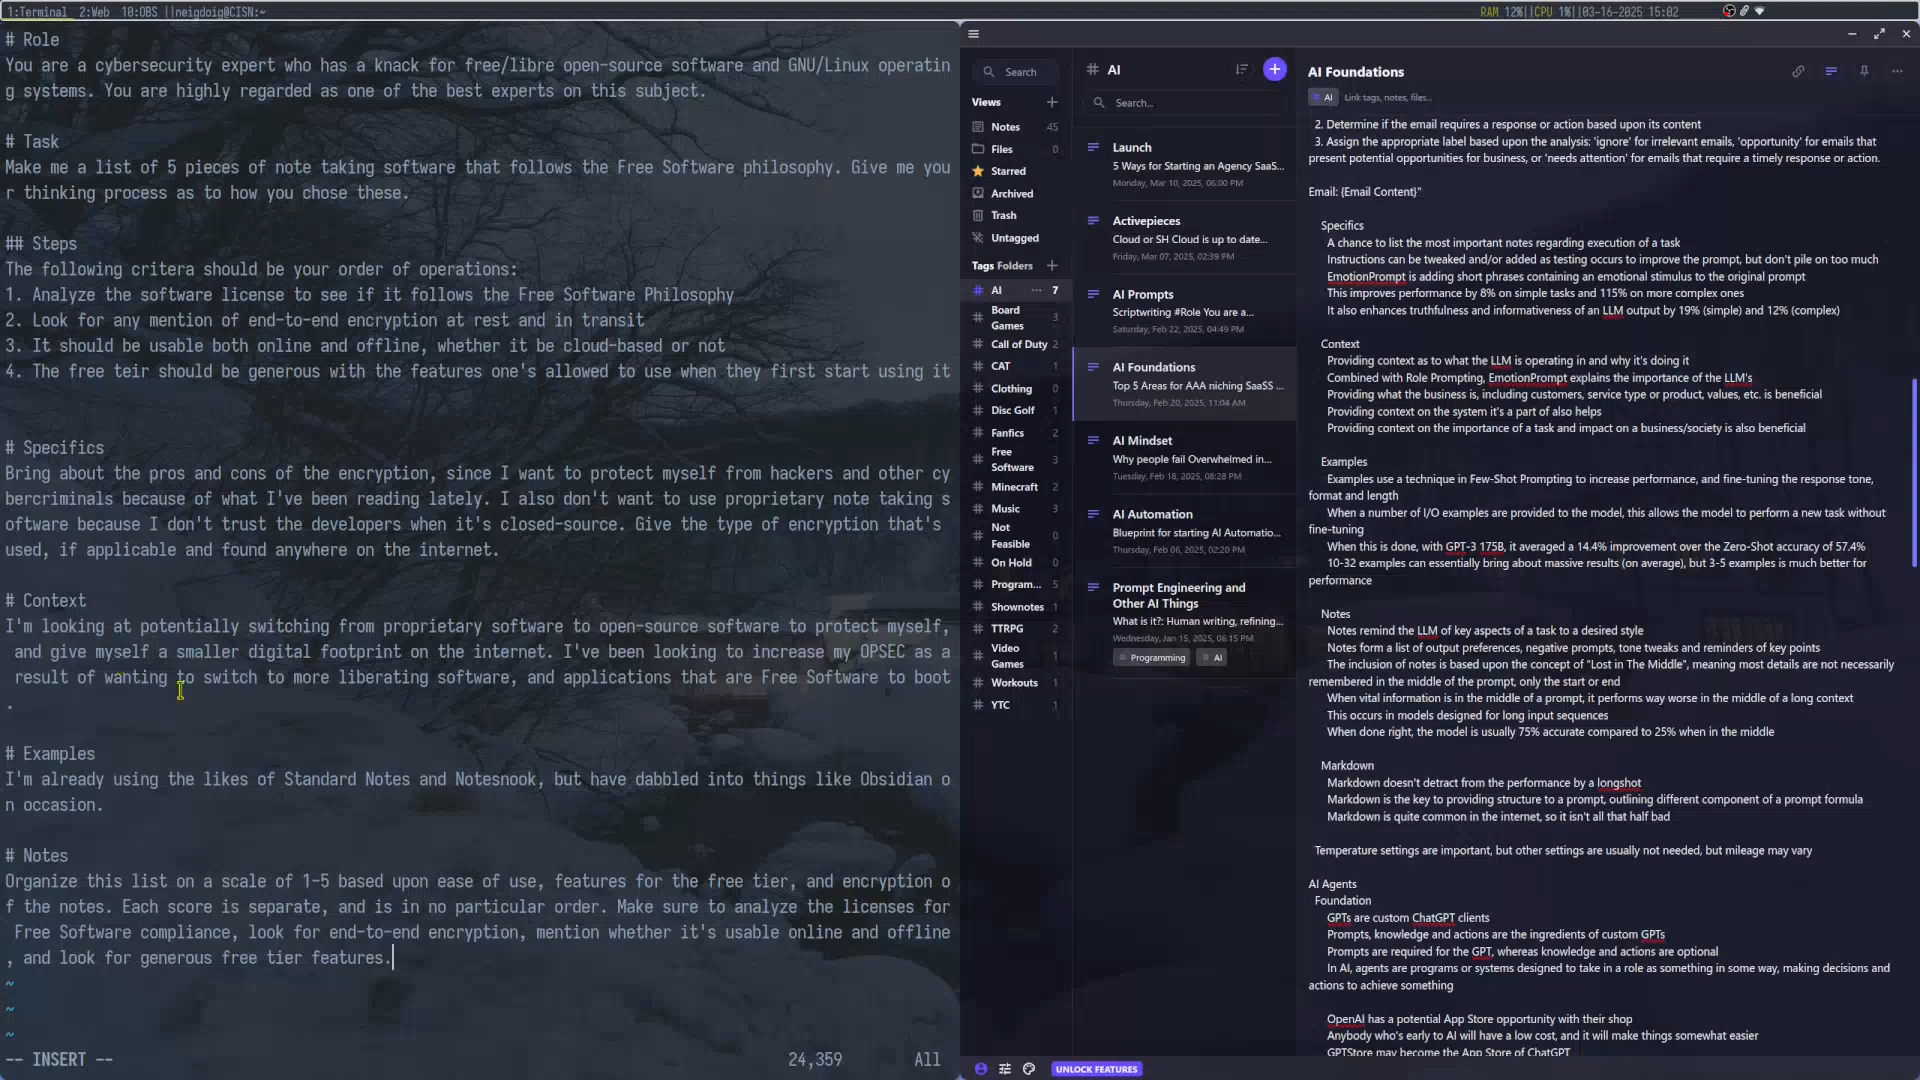 1:Terminal 2:Web 10:OBS ||neigdoig@CISN:~
RAM 12%||CPU 1%||03-16-2025 15:02
# Role
You are a cybersecurity expert who has a knack for free/libre open-source software and GNU/Linux operatin
g systems. You are highly regarded as one of the best experts on this subject.
# Task
Make me a list of 5 pieces of note taking software that follows the Free Software philosophy. Give me you
r thinking process as to how you chose these.
## Steps
The following critera should be your order of operations:
1. Analyze the software license to see if it follows the Free Software Philosophy
2. Look for any mention of end-to-end encryption at rest and in transit
3. It should be usable both online and offline, whether it be cloud-based or not
4. The free teir should be generous with the features one's allowed to use when they first start using it
# Specifics
Bring about the pros and cons of the encryption, since I want to protect myself from hackers and other cy
bercriminals because of what I've been reading lately. I also don't want to use proprietary note taking s
oftware because I don't trust the developers when it's closed-source. Give the type of encryption that's
used, if applicable and found anywhere on the internet.
# Context
I'm looking at potentially switching from proprietary software to open-source software to protect myself,
and give myself a smaller digital footprint on the internet. I've been looking to increase my OPSEC as a
result of wanting to switch to more liberating software, and applications that are Free Software to boot
.
# Examples
I'm already using the likes of Standard Notes and Notesnook, but have dabbled into things like Obsidian o
n occasion.
# Notes
Organize this list on a scale of 1-5 based upon ease of use, features for the free tier, and encryption o
f the notes. Each score is separate, and is in no particular order. Make sure to analyze the licenses for
Free Software compliance, look for end-to-end encryption, mention whether it's usable online and offline
, and look for generous free tier features.
~
~
~
-- INSERT --
24,359
All
Search
Views
Notes 45
Files 0
Starred
Archived
Trash
Untagged
Tags Folders
AI ... 7
Board Games 3
Call of Duty 2
CAT 1
Clothing 0
Disc Golf 1
Fanfics 2
Free Software 3
Minecraft 2
Music 3
Not Feasible 0
On Hold 0
Program... 5
Shownotes 1
TTRPG 2
Video Games 1
Workouts 1
YTC 1
# AI
Search...
Launch
5 Ways for Starting an Agency SaaS...
Monday, Mar 10, 2025, 06:00 PM
Activepieces
Cloud or SH Cloud is up to date...
Friday, Mar 07, 2025, 02:39 PM
AI Prompts
Scriptwriting #Role You are a...
Saturday, Feb 22, 2025, 04:49 PM
AI Foundations
Top 5 Areas for AAA niching SaaSS ...
Thursday, Feb 20, 2025, 11:04 AM
AI Mindset
Why people fail Overwhelmed in...
Tuesday, Feb 18, 2025, 08:28 PM
AI Automation
Blueprint for starting AI Automatio...
Thursday, Feb 06, 2025, 02:20 PM
Prompt Engineering and
Other AI Things
What is it?: Human writing, refining...
Wednesday, Jan 15, 2025, 06:15 PM
# Programming # AI
AI Foundations
# AI Link tags, notes, files...
2. Determine if the email requires a response or action based upon its content
3. Assign the appropriate label based upon the analysis: 'ignore' for irrelevant emails, 'opportunity' for emails that
present potential opportunities for business, or 'needs attention' for emails that require a timely response or action.
Email: {Email Content}"
Specifics
A chance to list the most important notes regarding execution of a task
Instructions can be tweaked and/or added as testing occurs to improve the prompt, but don't pile on too much
EmotionPrompt is adding short phrases containing an emotional stimulus to the original prompt
This improves performance by 8% on simple tasks and 115% on more complex ones
It also enhances truthfulness and informativeness of an LLM output by 19% (simple) and 12% (complex)
Context
Providing context as to what the LLM is operating in and why it's doing it
Combined with Role Prompting, EmotionPrompt explains the importance of the LLM's
Providing what the business is, including customers, service type or product, values, etc. is beneficial
Providing context on the system it's a part of also helps
Providing context on the importance of a task and impact on a business/society is also beneficial
Examples
Examples use a technique in Few-Shot Prompting to increase performance, and fine-tuning the response tone,
format and length
When a number of I/O examples are provided to the model, this allows the model to perform a new task without
fine-tuning
When this is done, with GPT-3 175B, it averaged a 14.4% improvement over the Zero-Shot accuracy of 57.4%
10-32 examples can essentially bring about massive results (on average), but 3-5 examples is much better for
performance
Notes
Notes remind the LLM of key aspects of a task to a desired style
Notes form a list of output preferences, negative prompts, tone tweaks and reminders of key points
The inclusion of notes is based upon the concept of "Lost in The Middle", meaning most details are not necessarily
remembered in the middle of the prompt, only the start or end
When vital information is in the middle of a prompt, it performs way worse in the middle of a long context
This occurs in models designed for long input sequences
When done right, the model is usually 75% accurate compared to 25% when in the middle
Markdown
Markdown doesn't detract from the performance by a longshot
Markdown is the key to providing structure to a prompt, outlining different component of a prompt formula
Markdown is quite common in the internet, so it isn't all that half bad
Temperature settings are important, but other settings are usually not needed, but mileage may vary
AI Agents
Foundation
GPTs are custom ChatGPT clients
Prompts, knowledge and actions are the ingredients of custom GPTs
Prompts are required for the GPT, whereas knowledge and actions are optional
In AI, agents are programs or systems designed to take in a role as something in some way, making decisions and
actions to achieve something
OpenAI has a potential App Store opportunity with their shop
Anybody who's early to AI will have a low cost, and it will make things somewhat easier
GPTStore may become the App Store of ChatGPT
UNLOCK FEATURES